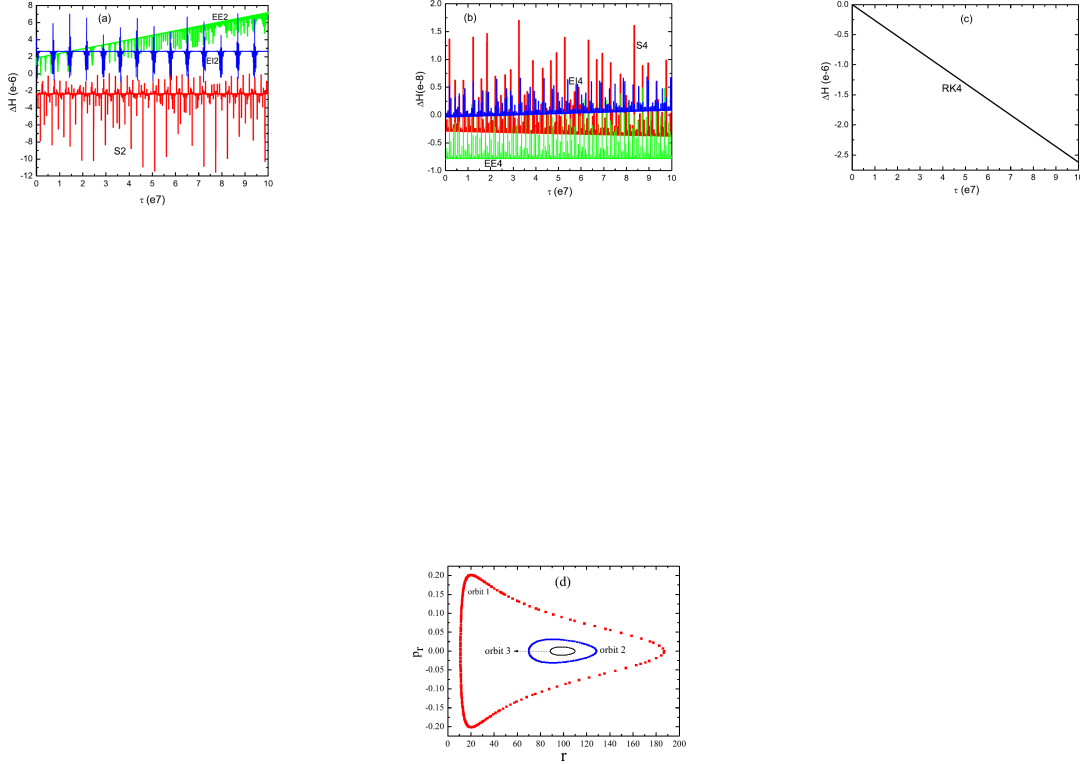 (a)
EE2
EI2
S2
ΔH (e-6)
8
6
4
2
0
-2
-4
-6
-8
-10
-12
0 1 2 3 4 5 6 7 8 9 10
τ (e7)
(b)
S4
EI4
EE4
ΔH(e-8)
2.0
1.5
1.0
0.5
0.0
-0.5
-1.0
0 1 2 3 4 5 6 7 8 9 10
τ (e7)
(c)
RK4
ΔH (e-6)
0.0
-0.5
-1.0
-1.5
-2.0
-2.5
0 1 2 3 4 5 6 7 8 9 10
τ (e7)
(d)
orbit 1
orbit 3
orbit 2
pr
0.20
0.15
0.10
0.05
0.00
-0.05
-0.10
-0.15
-0.20
0 20 40 60 80 100 120 140 160 180 200
r